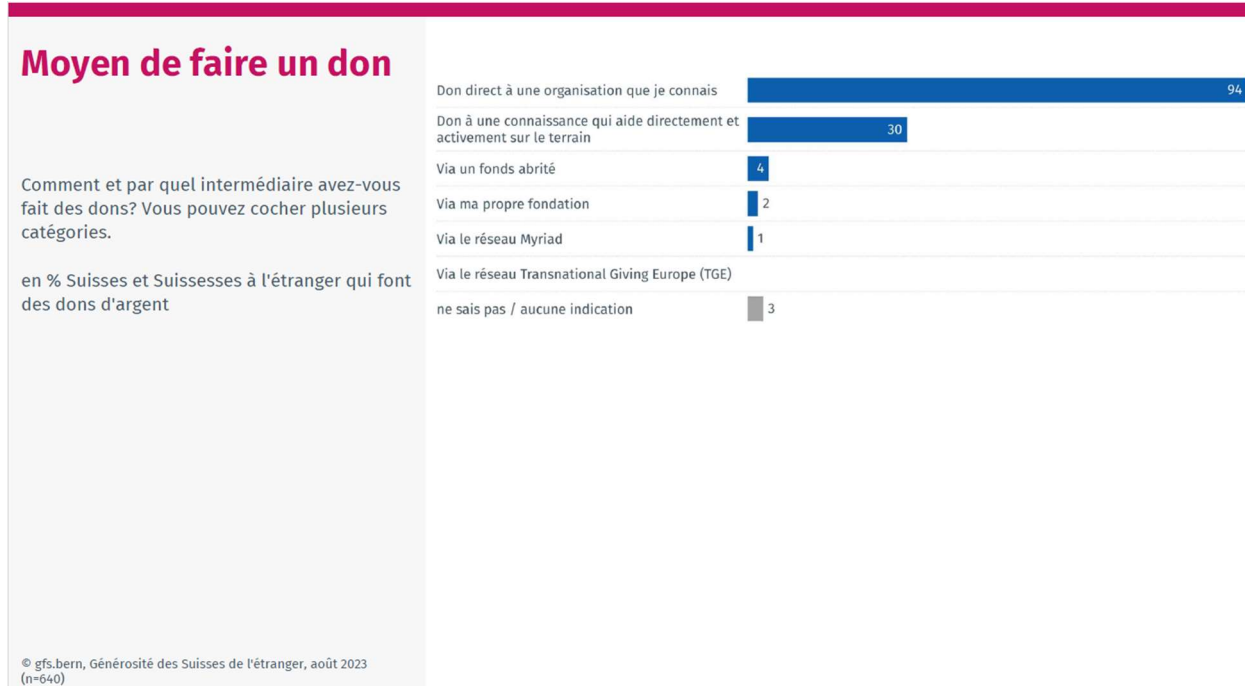 Moyen de faire un don
Comment et par quel intermédiaire avez-vous
fait des dons? Vous pouvez cocher plusieurs
catégories.
en % Suisses et Suissesses à l'étranger qui font
des dons d'argent
© gfs.bern, Générosité des Suisses de l'étranger, août 2023
(n=640)
Don direct à une organisation que je connais 94
Don à une connaissance qui aide directement et
activement sur le terrain 30
Via un fonds abrité 4
Via ma propre fondation 2
Via le réseau Myriad 1
Via le réseau Transnational Giving Europe (TGE)
ne sais pas / aucune indication 3